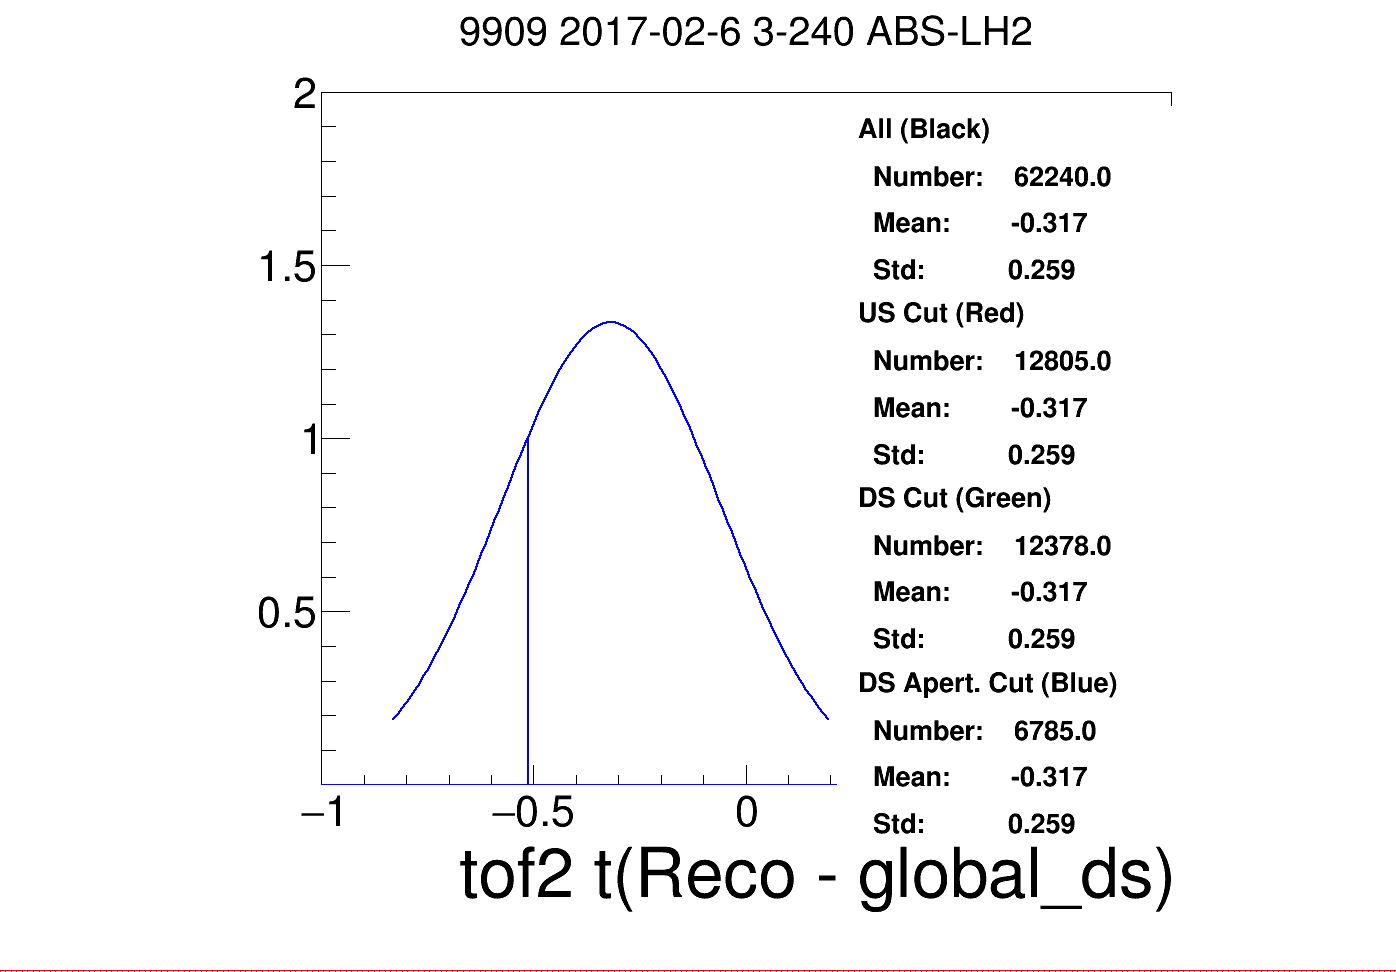 9909 2017-02-6 3-240 ABS-LH2
2
1.5
1
0.5
All (Black)
Number: 62240.0
Mean: -0.317
Std: 0.259
US Cut (Red)
Number: 12805.0
Mean: -0.317
Std: 0.259
DS Cut (Green)
Number: 12378.0
Mean: -0.317
Std: 0.259
DS Apert. Cut (Blue)
Number: 6785.0
Mean: -0.317
Std: 0.259
−1 −0.5 0
tof2 t(Reco - global_ds)